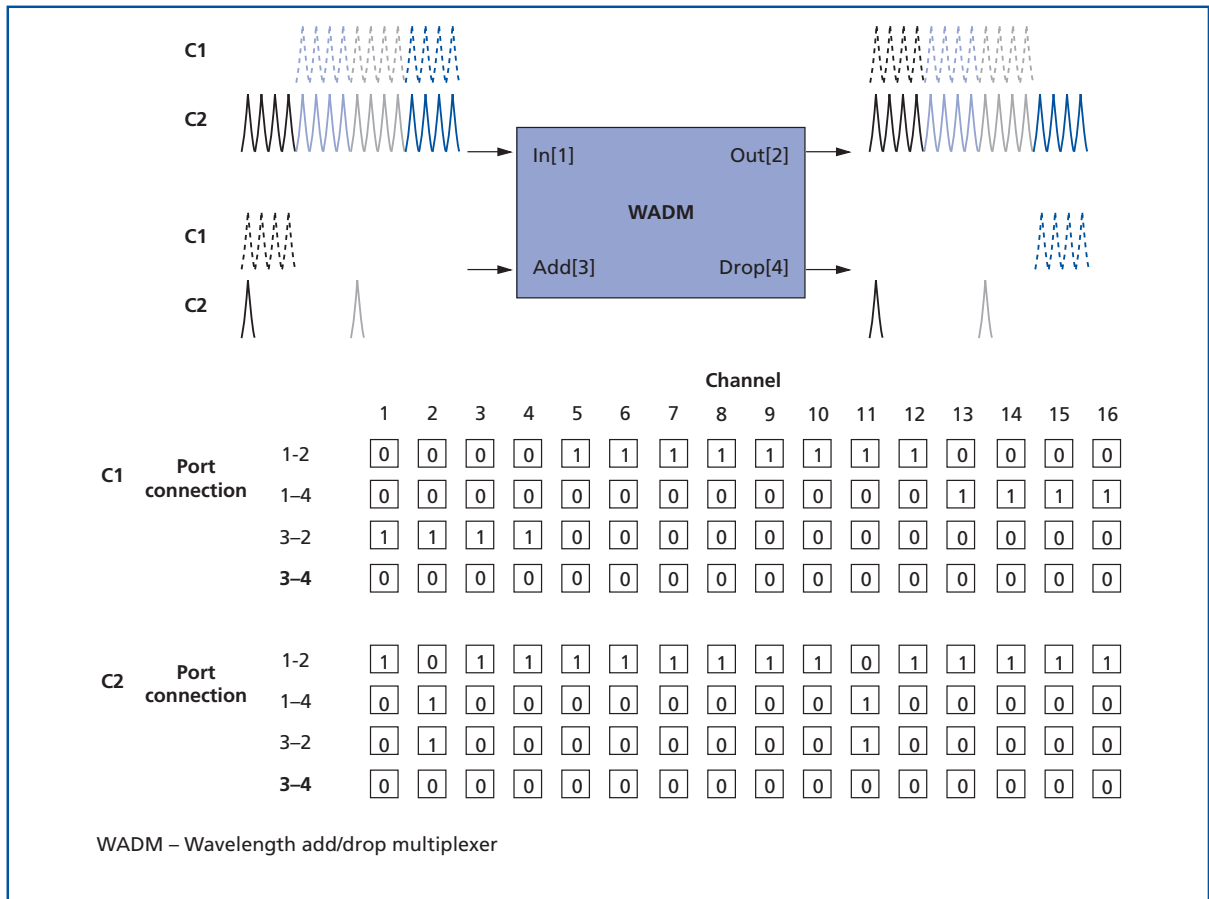 C1
C2
In[1] Out[2]
WADM
C1
Add[3] Drop[4]
C2
Channel
1 2 3 4 5 6 7 8 9 10 11 12 13 14 15 16
C1 Port connection
1-2 0 0 0 0 1 1 1 1 1 1 1 1 0 0 0 0
1–4 0 0 0 0 0 0 0 0 0 0 0 0 1 1 1 1
3–2 1 1 1 1 0 0 0 0 0 0 0 0 0 0 0 0
3–4 0 0 0 0 0 0 0 0 0 0 0 0 0 0 0 0
C2 Port connection
1-2 1 0 1 1 1 1 1 1 1 1 0 1 1 1 1 1
1–4 0 1 0 0 0 0 0 0 0 0 1 0 0 0 0 0
3–2 0 1 0 0 0 0 0 0 0 0 1 0 0 0 0 0
3–4 0 0 0 0 0 0 0 0 0 0 0 0 0 0 0 0
WADM – Wavelength add/drop multiplexer